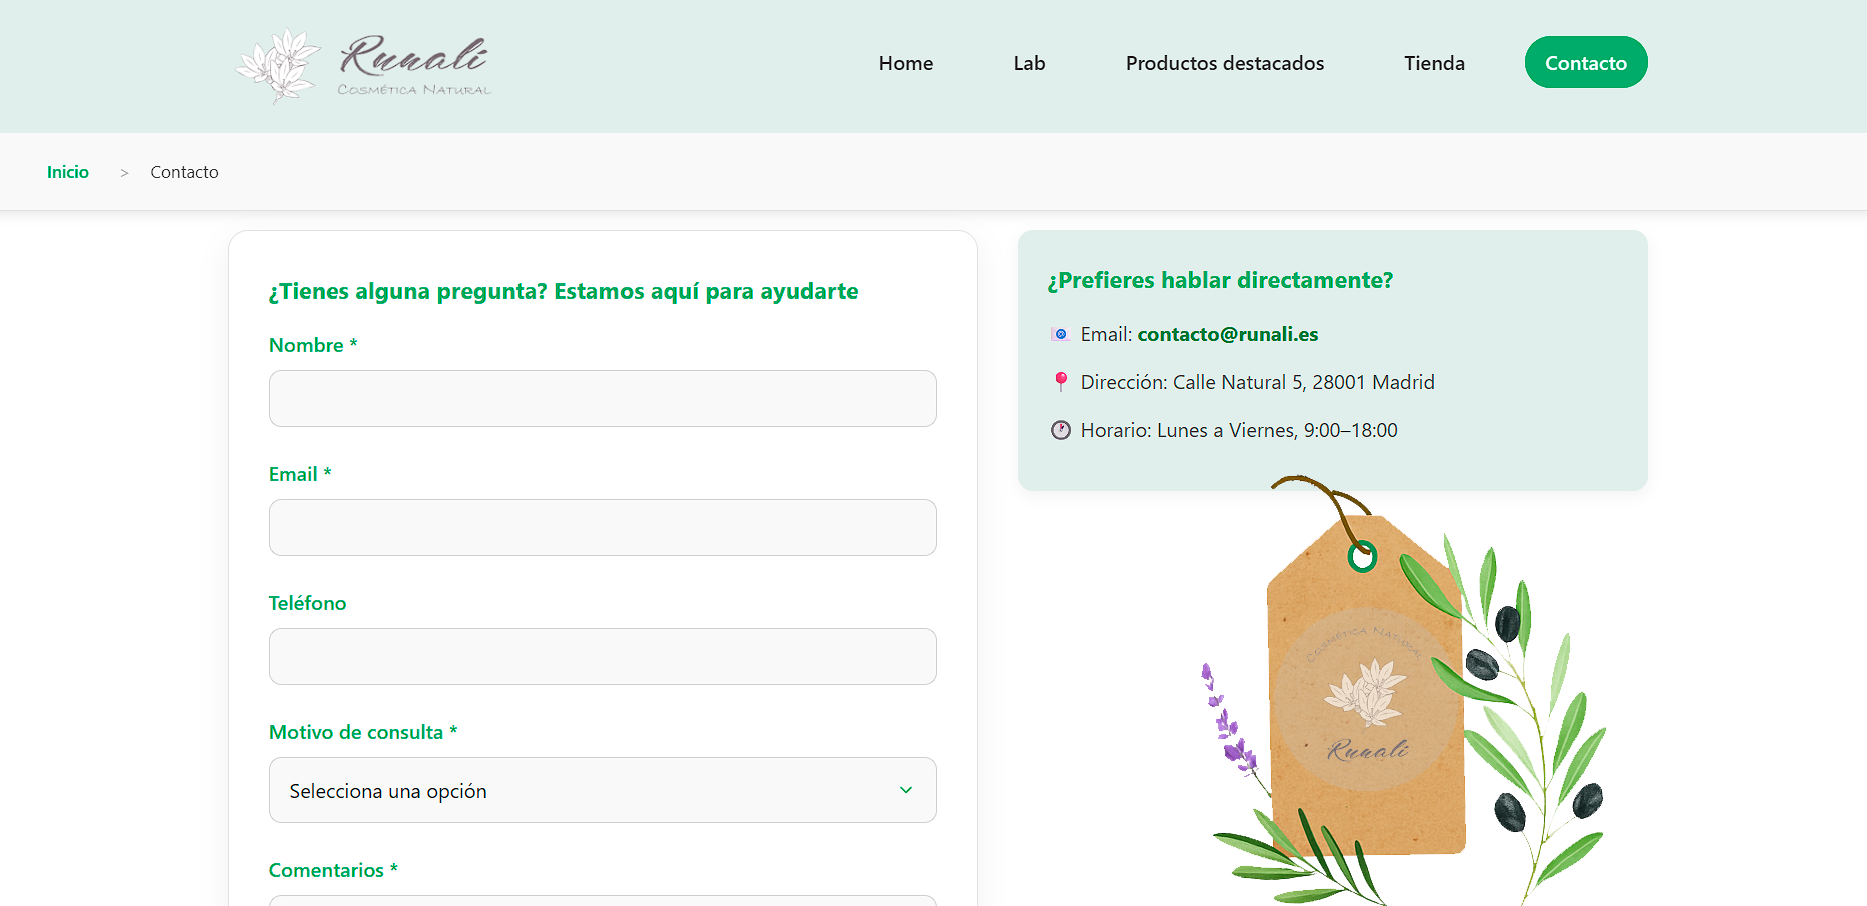 Runali
Cosmética Natural
Home
Lab
Productos destacados
Tienda
Contacto
Inicio > Contacto
¿Tienes alguna pregunta? Estamos aquí para ayudarte
Nombre *
Email *
Teléfono
Motivo de consulta *
Selecciona una opción
Comentarios *
¿Prefieres hablar directamente?
Email: contacto@runali.es
Dirección: Calle Natural 5, 28001 Madrid
Horario: Lunes a Viernes, 9:00–18:00
Cosmética Natural
Runali